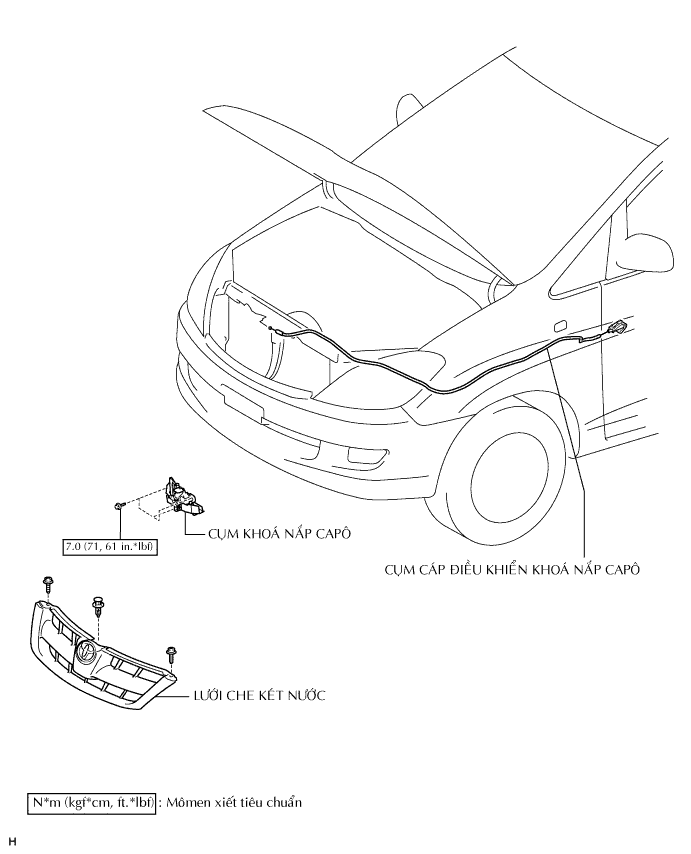 7.0 (71, 61 in.*lbf)
CỤM KHOÁ NẮP CAPÔ
CỤM CÁP ĐIỀU KHIỂN KHOÁ NẮP CAPÔ
LƯỚI CHE KÉT NƯỚC
N*m (kgf*cm, ft.*lbf) : Mômen xiết tiêu chuẩn
H